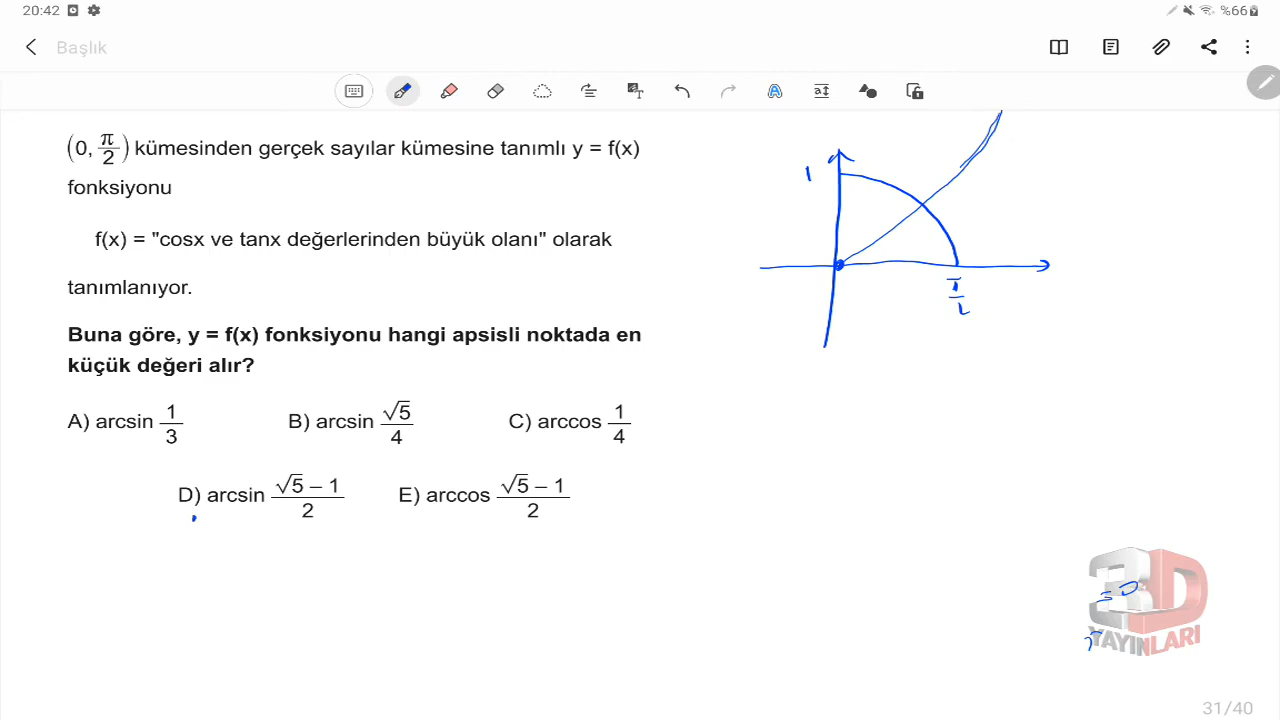 20:42 %66
Başlık
(0, π/2) kümesinden gerçek sayılar kümesine tanımlı y = f(x)
fonksiyonu
f(x) = "cosx ve tanx değerlerinden büyük olanı" olarak
tanımlanıyor.
Buna göre, y = f(x) fonksiyonu hangi apsisli noktada en
küçük değeri alır?
A) arcsin 1/3 B) arcsin √5/4 C) arccos 1/4
D) arcsin (√5 − 1)/2 E) arccos (√5 − 1)/2
1
π/2
3D
YAYINLARI
31/40